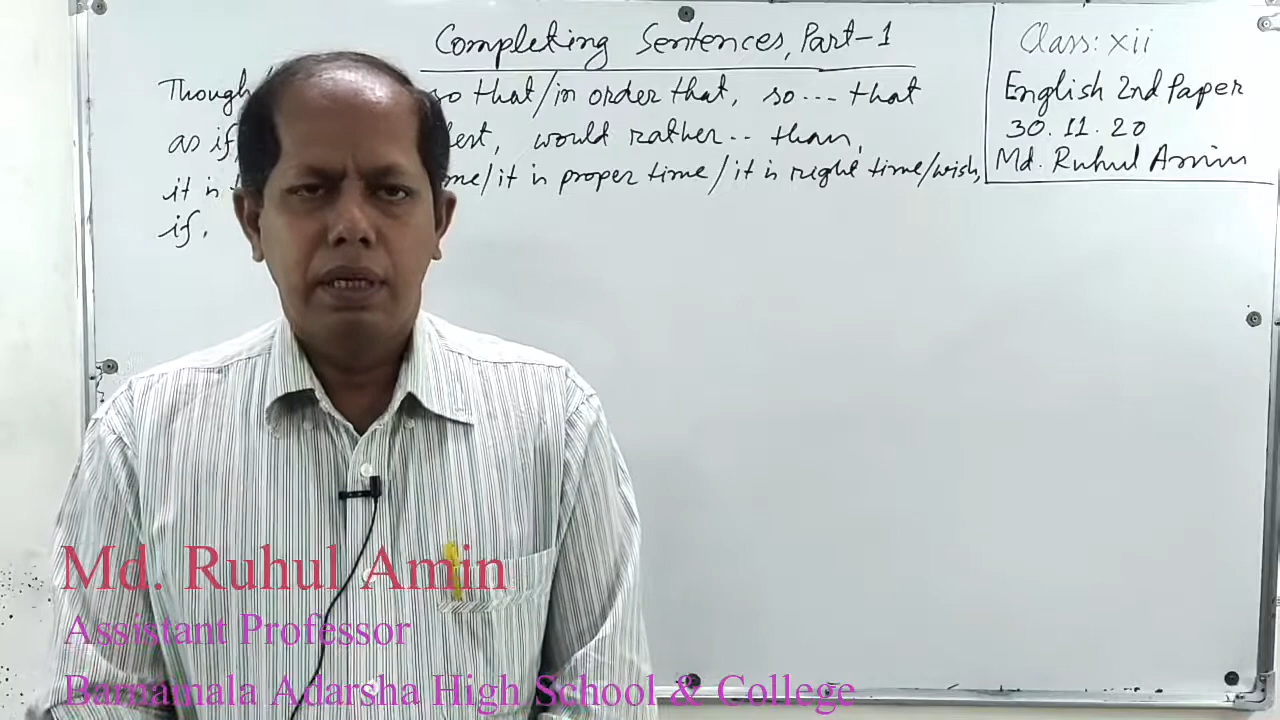 Completing Sentences, Part-1
so that/in order that, so --- that
as if, lest, would rather -- than,
it is /it is proper time/it is right time/wish,
if.
Class: xii
English 2nd Paper
30.11.20
Md. Ruhul Amin
Md. Ruhul Amin
Assistant Professor
Barnamala Adarsha High School & College